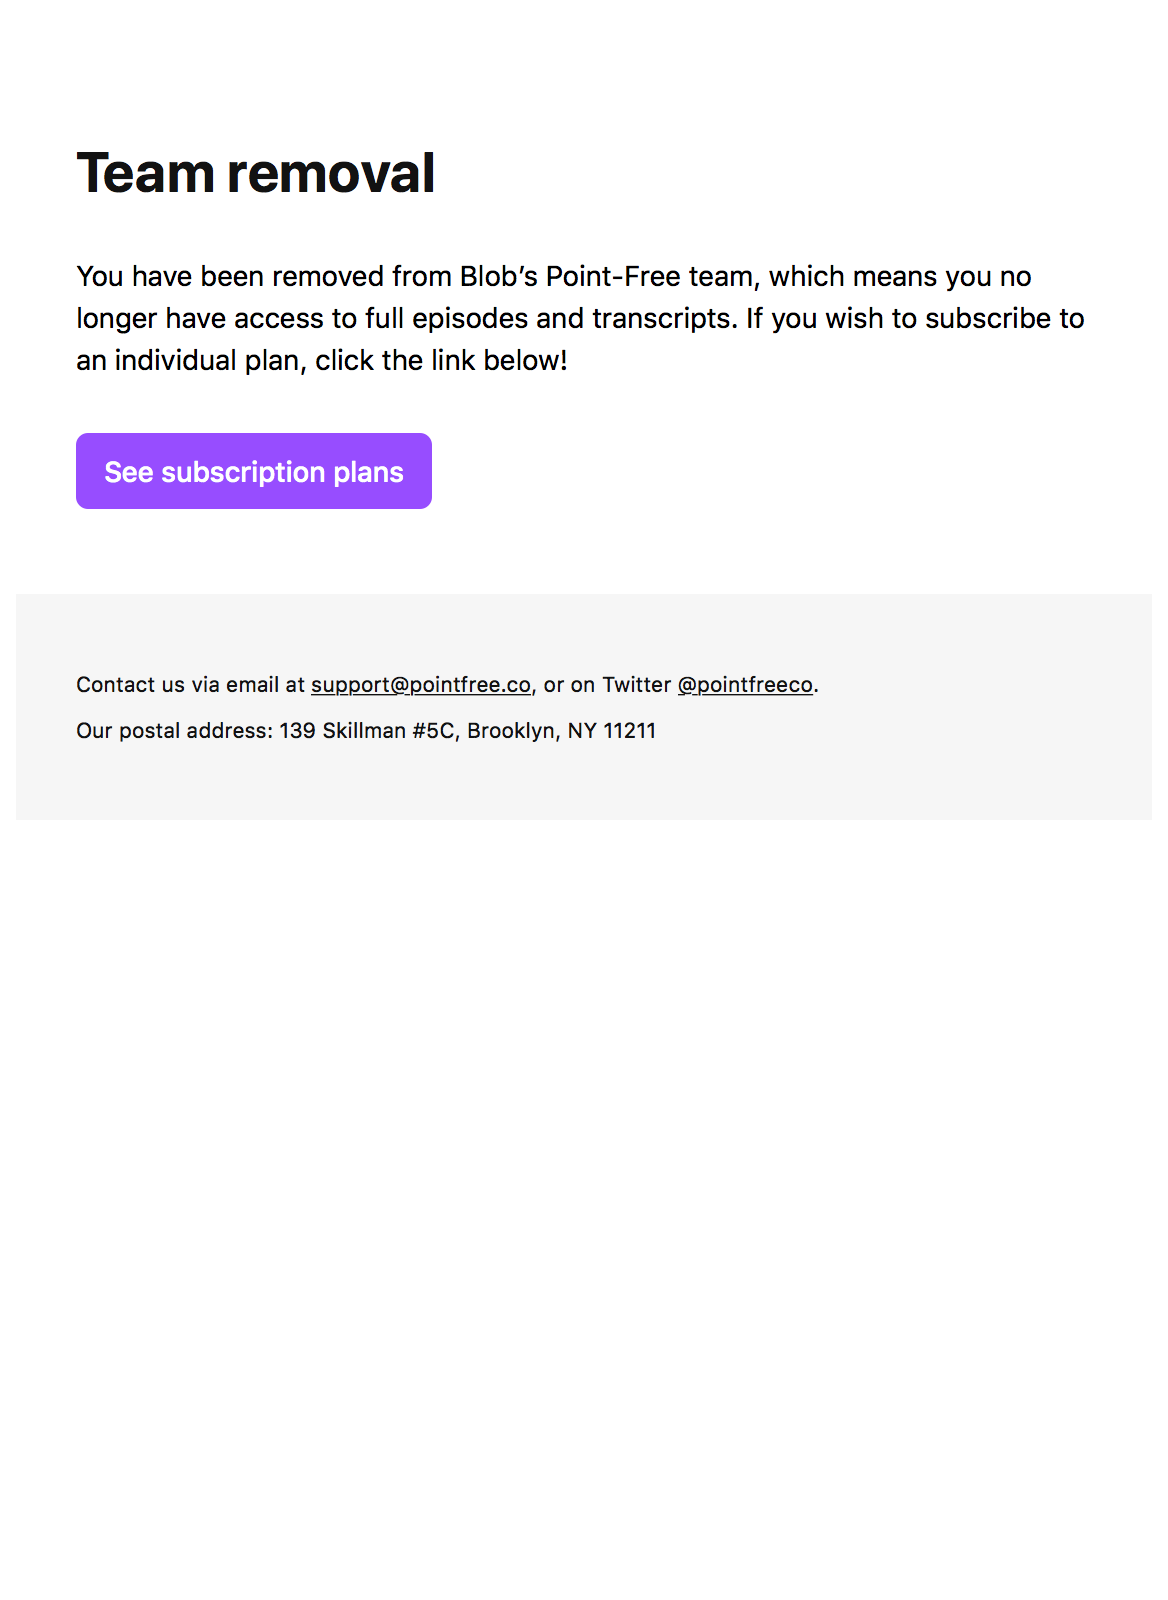 Team removal
You have been removed from Blob’s Point-Free team, which means you no
longer have access to full episodes and transcripts. If you wish to subscribe to
an individual plan, click the link below!
See subscription plans
Contact us via email at support@pointfree.co, or on Twitter @pointfreeco.
Our postal address: 139 Skillman #5C, Brooklyn, NY 11211